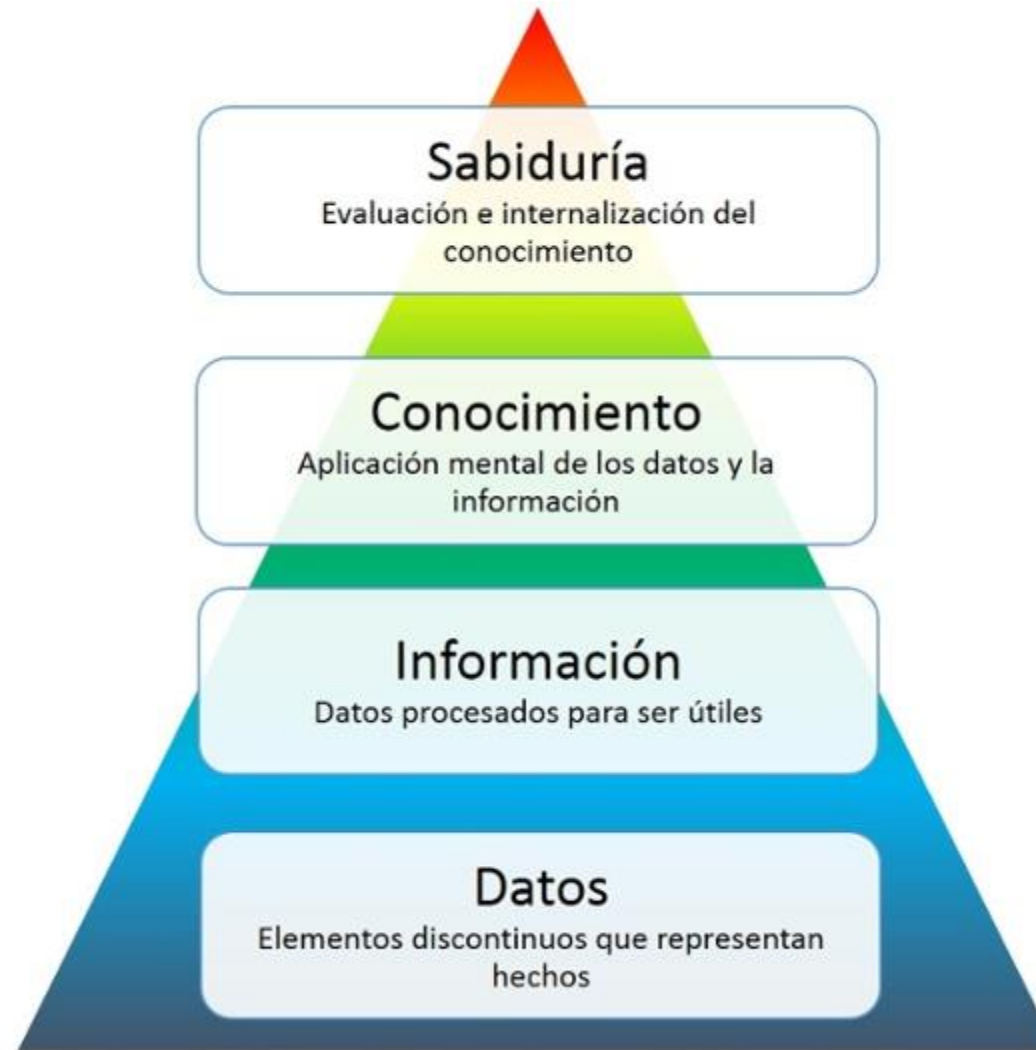 Sabiduría
Evaluación e internalización del
conocimiento
Conocimiento
Aplicación mental de los datos y la
información
Información
Datos procesados para ser útiles
Datos
Elementos discontinuos que representan
hechos